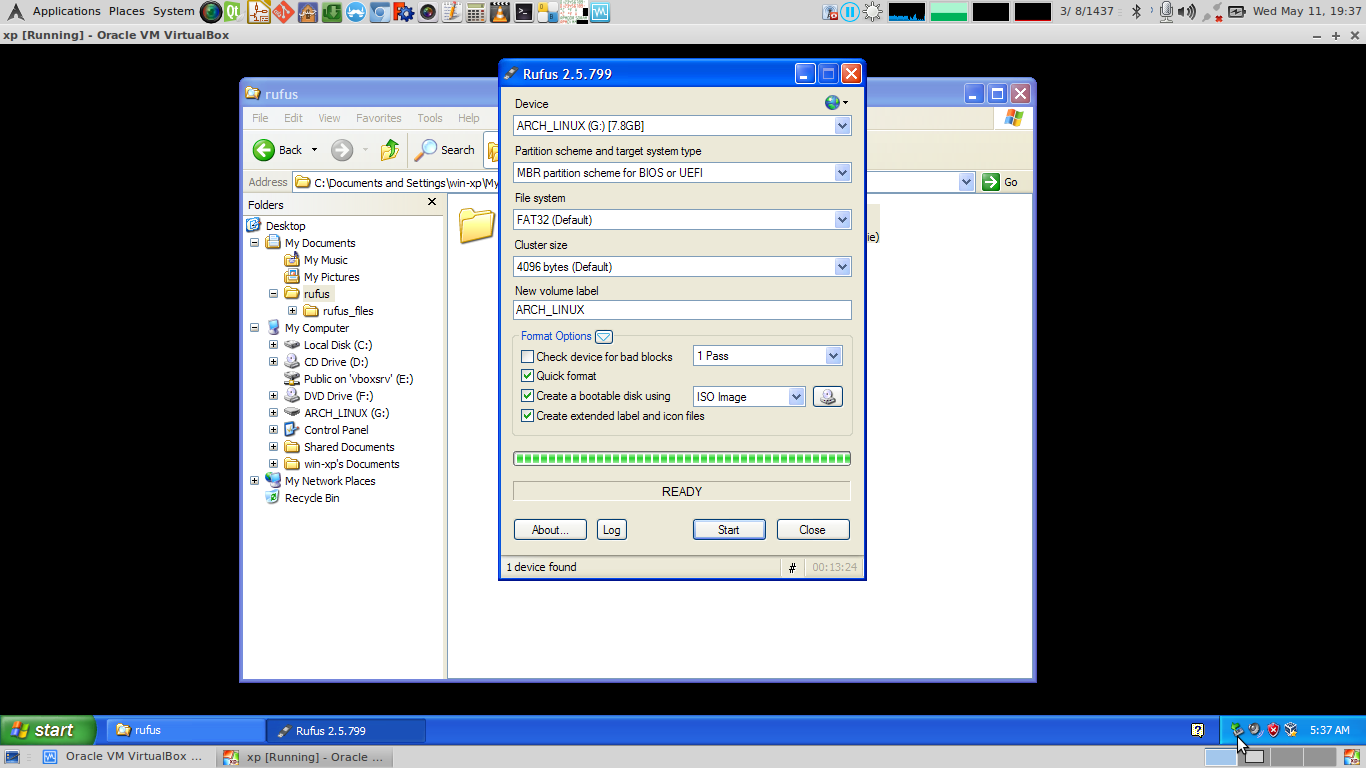 Applications Places System
3/ 8/1437
Wed May 11, 19:37
xp [Running] - Oracle VM VirtualBox
rufus
File Edit View Favorites Tools Help
Back
Search
Address C:\Documents and Settings\win-xp\My
Go
Folders
Desktop
My Documents
My Music
My Pictures
rufus
rufus_files
My Computer
Local Disk (C:)
CD Drive (D:)
Public on 'vboxsrv' (E:)
DVD Drive (F:)
ARCH_LINUX (G:)
Control Panel
Shared Documents
win-xp's Documents
My Network Places
Recycle Bin
Rufus 2.5.799
Device
ARCH_LINUX (G:) [7.8GB]
Partition scheme and target system type
MBR partition scheme for BIOS or UEFI
File system
FAT32 (Default)
Cluster size
4096 bytes (Default)
New volume label
ARCH_LINUX
Format Options
Check device for bad blocks 1 Pass
Quick format
Create a bootable disk using ISO Image
Create extended label and icon files
READY
About... Log Start Close
1 device found # 00:13:24
start rufus Rufus 2.5.799 5:37 AM
Oracle VM VirtualBox ... xp [Running] - Oracle ...